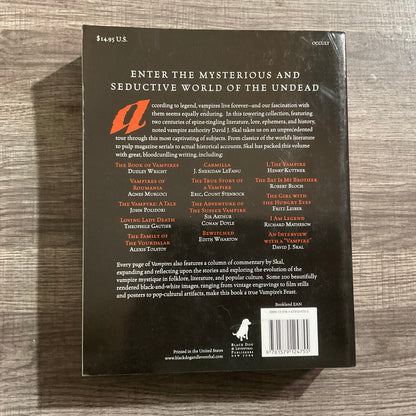 $14.95 U.S.
OCCULT
ENTER THE MYSTERIOUS AND
SEDUCTIVE WORLD OF THE UNDEAD
according to legend, vampires live forever—and our fascination with
them seems equally enduring. In this towering collection, featuring
two centuries of spine-tingling literature, lore, ephemera, and history,
noted vampire authority David J. Skal takes us on an unprecedented
tour through this most captivating of subjects. From classics of the world's literature
to pulp magazine serials to actual historical accounts, Skal has packed this volume
with great, bloodcurdling writing, including:
THE BOOK OF VAMPIRES
DUDLEY WRIGHT
VAMPIRES OF
ROUMANIA
AGNES MURGOCI
THE VAMPYRE: A TALE
JOHN POLIDORI
LOVING LADY DEATH
THEOPHILE GAUTIER
THE FAMILY OF
THE VOURDALAK
ALEXIS TOLSTOY
CARMILLA
J. SHERIDAN LEFANU
THE TRUE STORY OF
A VAMPIRE
ERIC, COUNT STENBOCK
THE ADVENTURE OF
THE SUSSEX VAMPIRE
SIR ARTHUR
CONAN DOYLE
BEWITCHED
EDITH WHARTON
I, THE VAMPIRE
HENRY KUTTNER
THE BAT IS MY BROTHER
ROBERT BLOCH
THE GIRL WITH
THE HUNGRY EYES
FRITZ LEIBER
I AM LEGEND
RICHARD MATHESON
AN INTERVIEW
WITH A "VAMPIRE"
DAVID J. SKAL
Every page of Vampires also features a column of commentary by Skal,
expanding and reflecting upon the stories and exploring the evolution of the
vampire mystique in folklore, literature, and popular culture. Some 200 beautifully
rendered black-and-white images, ranging from vintage engravings to film stills
and posters to pop-cultural artifacts, make this book a true Vampire's Feast.
Bookland EAN
Printed in the United States
www.blackdogandleventhal.com
BLACK DOG
& LEVENTHAL
PUBLISHERS
NEW YORK